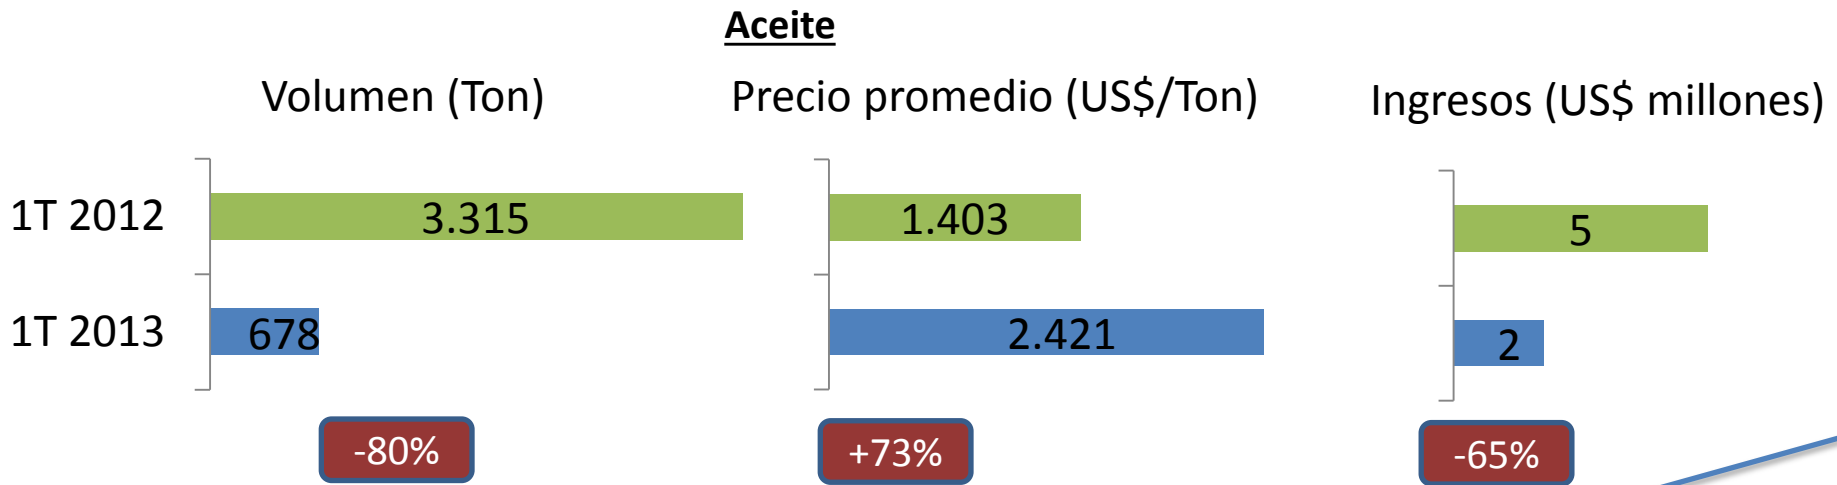 Aceite
Volumen (Ton)
Precio promedio (US$/Ton)
Ingresos (US$ millones)
1T 2012
3.315
1.403
5
1T 2013
678
2.421
2
-80%
+73%
-65%